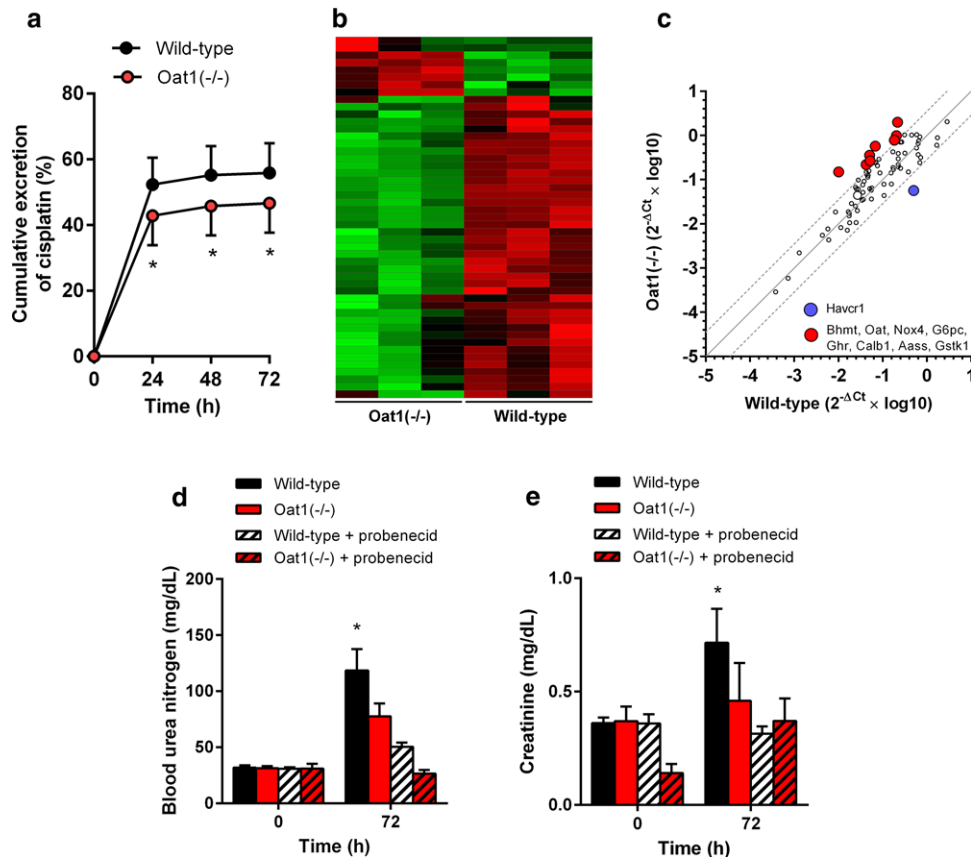 a
Wild-type
Oat1(-/-)
Cumulative excretion
of cisplatin (%)
80
60
40
20
0
*
*
*
0
24
48
72
Time (h)
b
Oat1(-/-)
Wild-type
c
Oat1(-/-) (2^-ΔCt × log10)
1
0
-1
-2
-3
-4
-5
Havcr1
Bhmt, Oat, Nox4, G6pc,
Ghr, Calb1, Aass, Gstk1
-5
-4
-3
-2
-1
0
1
Wild-type (2^-ΔCt × log10)
d
Wild-type
Oat1(-/-)
Wild-type + probenecid
Oat1(-/-) + probenecid
Blood urea nitrogen (mg/dL)
200
150
100
50
0
*
0
72
Time (h)
e
Wild-type
Oat1(-/-)
Wild-type + probenecid
Oat1(-/-) + probenecid
Creatinine (mg/dL)
1.0
0.5
0.0
*
0
72
Time (h)